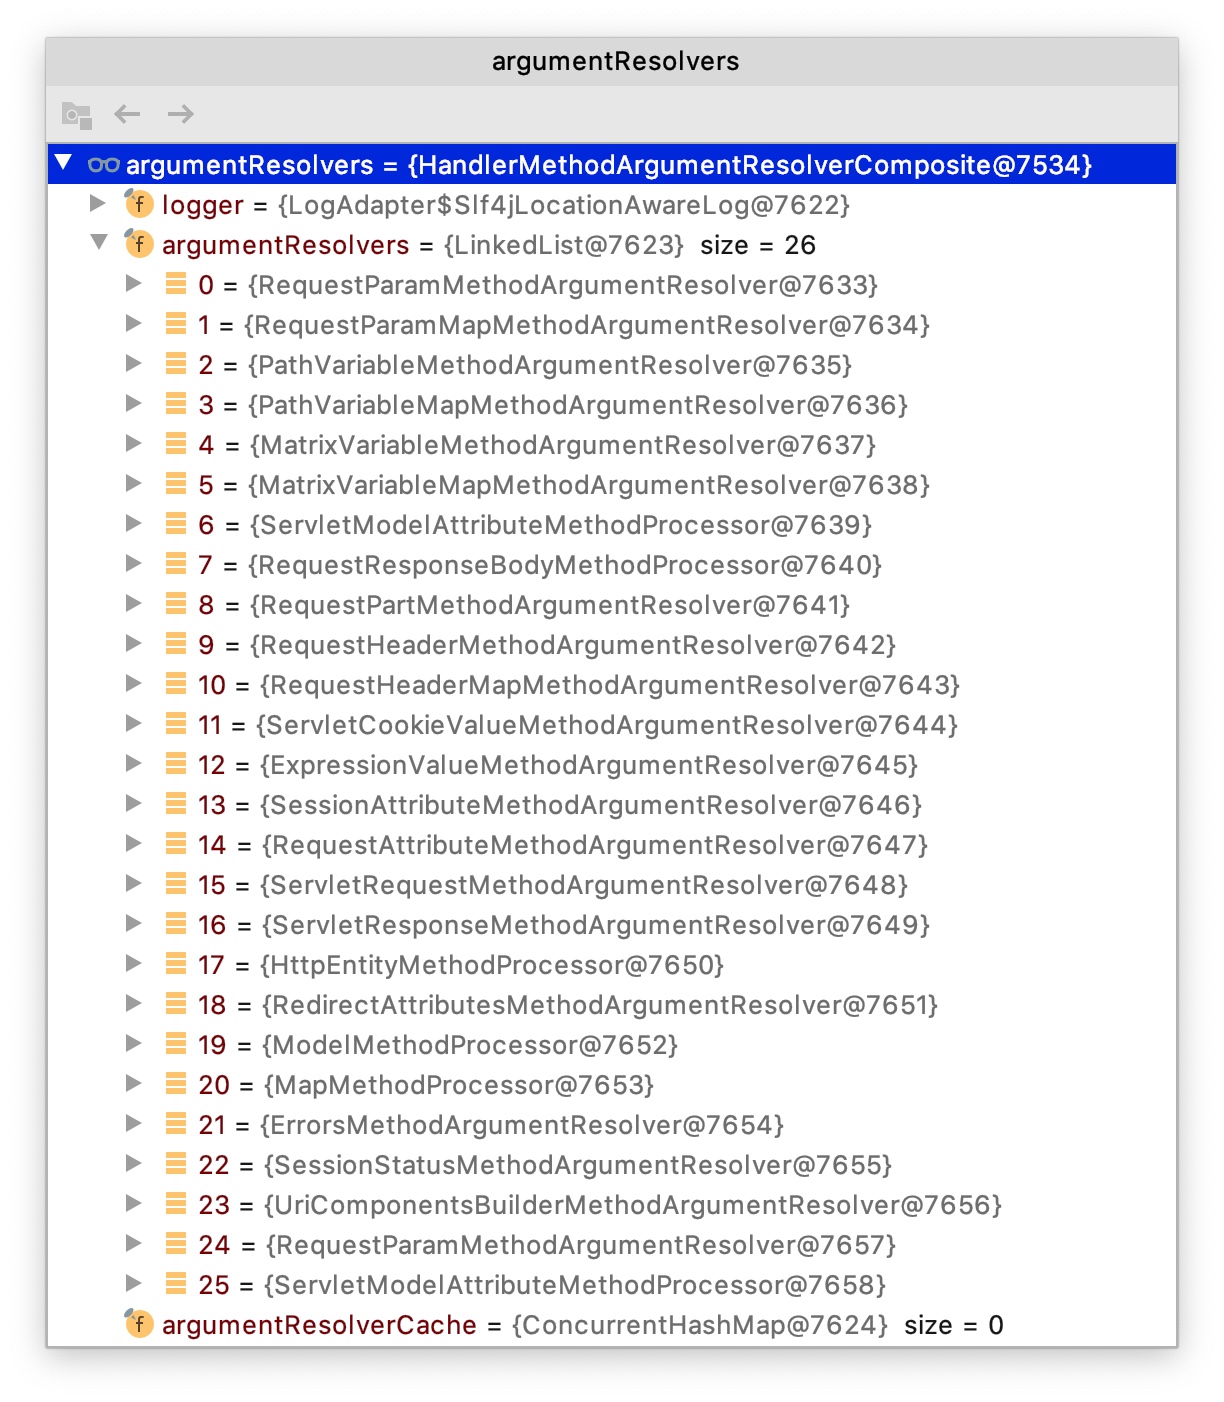 argumentResolvers
argumentResolvers = {HandlerMethodArgumentResolverComposite@7534}
logger = {LogAdapter$Slf4jLocationAwareLog@7622}
argumentResolvers = {LinkedList@7623} size = 26
0 = {RequestParamMethodArgumentResolver@7633}
1 = {RequestParamMapMethodArgumentResolver@7634}
2 = {PathVariableMethodArgumentResolver@7635}
3 = {PathVariableMapMethodArgumentResolver@7636}
4 = {MatrixVariableMethodArgumentResolver@7637}
5 = {MatrixVariableMapMethodArgumentResolver@7638}
6 = {ServletModelAttributeMethodProcessor@7639}
7 = {RequestResponseBodyMethodProcessor@7640}
8 = {RequestPartMethodArgumentResolver@7641}
9 = {RequestHeaderMethodArgumentResolver@7642}
10 = {RequestHeaderMapMethodArgumentResolver@7643}
11 = {ServletCookieValueMethodArgumentResolver@7644}
12 = {ExpressionValueMethodArgumentResolver@7645}
13 = {SessionAttributeMethodArgumentResolver@7646}
14 = {RequestAttributeMethodArgumentResolver@7647}
15 = {ServletRequestMethodArgumentResolver@7648}
16 = {ServletResponseMethodArgumentResolver@7649}
17 = {HttpEntityMethodProcessor@7650}
18 = {RedirectAttributesMethodArgumentResolver@7651}
19 = {ModelMethodProcessor@7652}
20 = {MapMethodProcessor@7653}
21 = {ErrorsMethodArgumentResolver@7654}
22 = {SessionStatusMethodArgumentResolver@7655}
23 = {UriComponentsBuilderMethodArgumentResolver@7656}
24 = {RequestParamMethodArgumentResolver@7657}
25 = {ServletModelAttributeMethodProcessor@7658}
argumentResolverCache = {ConcurrentHashMap@7624} size = 0